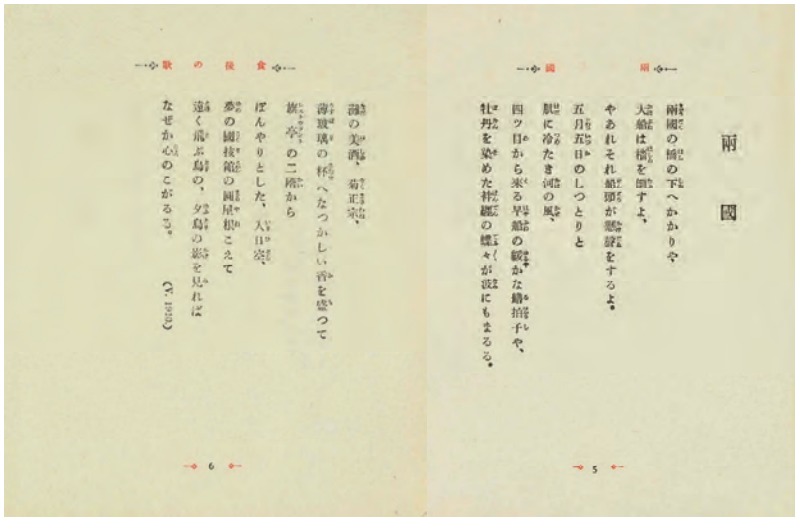 兩國
兩國
兩國の橋の下へかかりや
大船は檣を倒すよ、
やあれそれ船頭が懸聲をするよ。
五月五日のしつとりと
肌に冷たき河の風、
四ツ目から来る早船の緩かな艪拍子や、
牡丹を染めた袢纏の蝶々が波にもまるる。
5
食後の歌
灘の美酒、菊正宗、
薄玻璃の杯へなつかしい香を盛つて
旗亭の二階から
ぼんやりとした、入日空、
夢の國技館の圓屋根こえて
遠く飛ぶ鳥の、夕鳥の影を見れば
なぜか心のこがるる。 (V. 1910.)
6